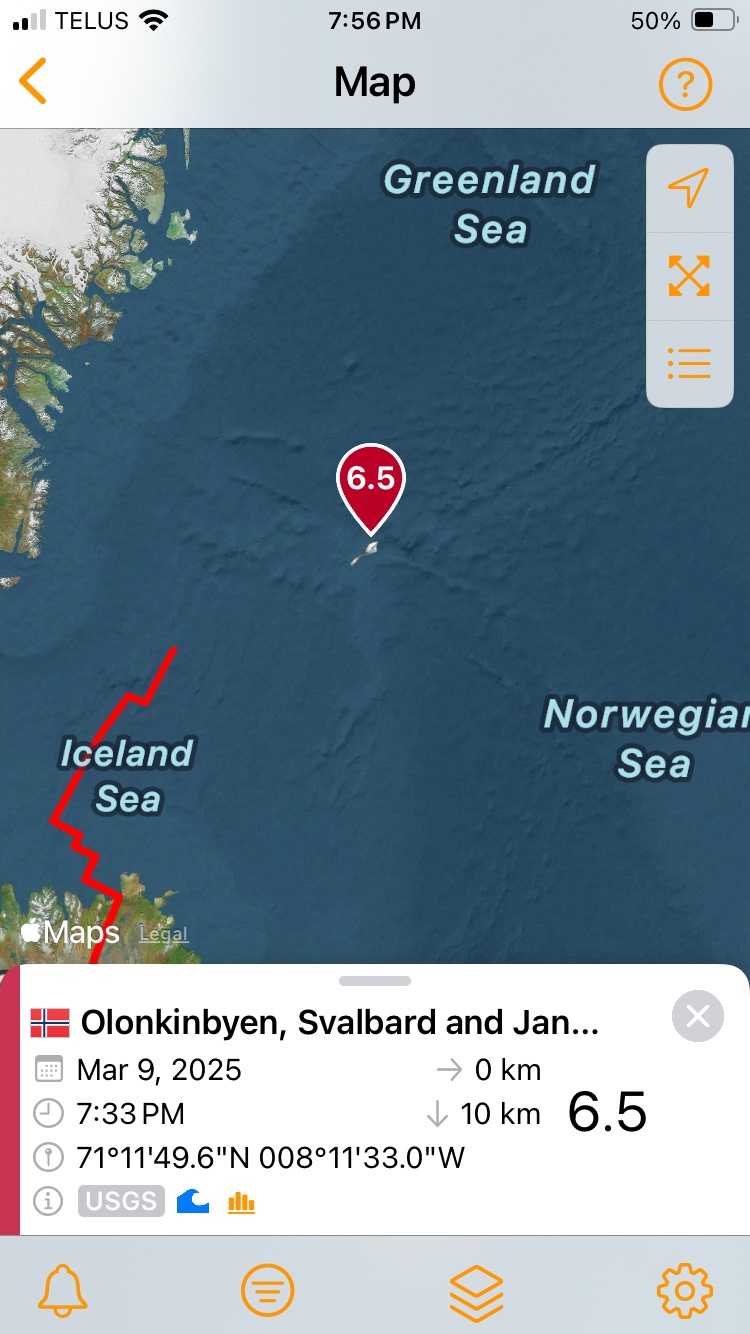 TELUS 7:56 PM 50%
Map
?
Greenland
Sea
6.5
Norwegian
Sea
Iceland
Sea
Maps Legal
Olonkinbyen, Svalbard and Jan...
Mar 9, 2025 → 0 km
7:33 PM ↓ 10 km 6.5
71°11'49.6"N 008°11'33.0"W
USGS